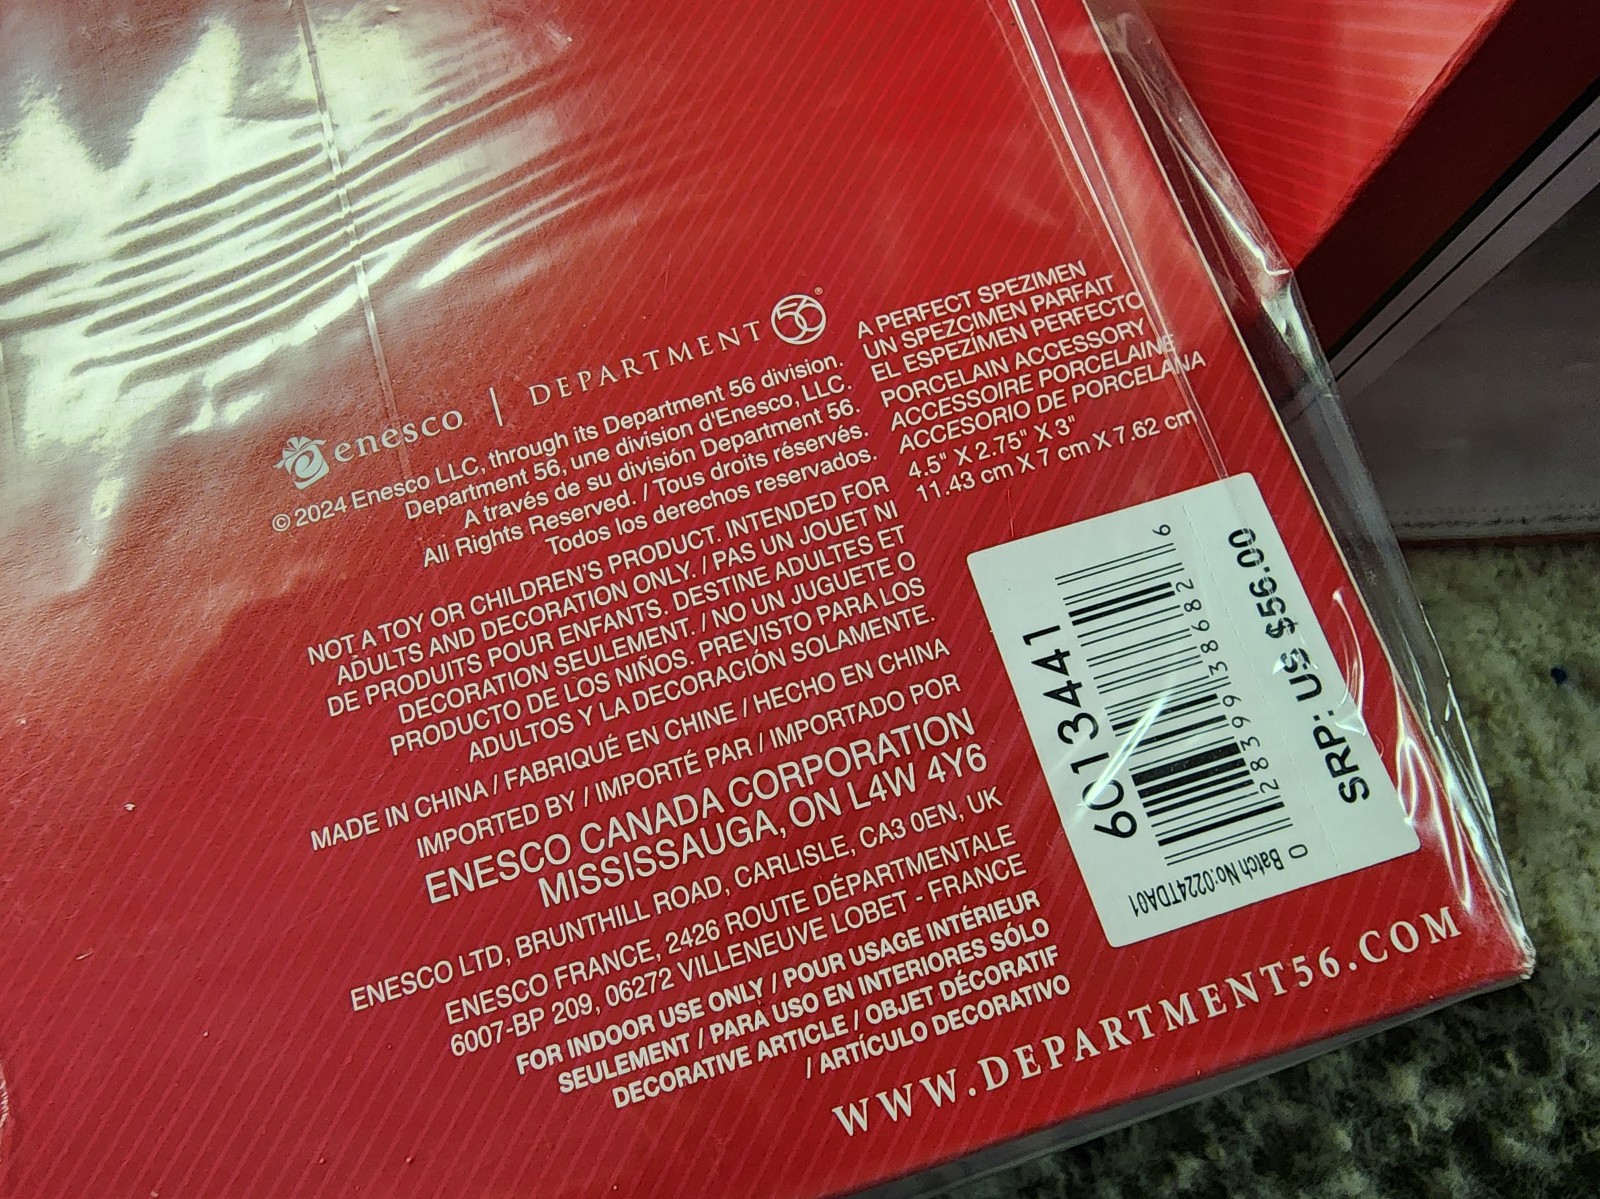 enesco | DEPARTMENT 56®
© 2024 Enesco LLC, through its Department 56 division.
Department 56, une division d'Enesco, LLC.
A través de su división Department 56.
All Rights Reserved. / Tous droits réservés.
Todos los derechos reservados.
NOT A TOY OR CHILDREN'S PRODUCT. INTENDED FOR
ADULTS AND DECORATION ONLY. / PAS UN JOUET NI
DE PRODUITS POUR ENFANTS. DESTINE ADULTES ET
DECORATION SEULEMENT. / NO UN JUGUETE O
PRODUCTO DE LOS NIÑOS. PREVISTO PARA LOS
ADULTOS Y LA DECORACIÓN SOLAMENTE.
MADE IN CHINA / FABRIQUÉ EN CHINE / HECHO EN CHINA
IMPORTED BY / IMPORTÉ PAR / IMPORTADO POR
ENESCO CANADA CORPORATION
MISSISSAUGA, ON L4W 4Y6
ENESCO LTD, BRUNTHILL ROAD, CARLISLE, CA3 0EN, UK
ENESCO FRANCE, 2426 ROUTE DÉPARTMENTALE
6007-BP 209, 06272 VILLENEUVE LOBET - FRANCE
FOR INDOOR USE ONLY / POUR USAGE INTÉRIEUR
SEULEMENT / PARA USO EN INTERIORES SÓLO
DECORATIVE ARTICLE / OBJET DÉCORATIF
/ ARTÍCULO DECORATIVO
A PERFECT SPEZIMEN
UN SPEZCIMEN PARFAIT
EL ESPEZIMEN PERFECTO
PORCELAIN ACCESSORY
ACCESSOIRE PORCELAINE
ACCESORIO DE PORCELANA
4.5" X 2.75" X 3"
11.43 cm X 7 cm X 7.62 cm
6013441
0 28399 38682 6
SRP: US $56.00
Batch No:0224TDA01
WWW.DEPARTMENT56.COM